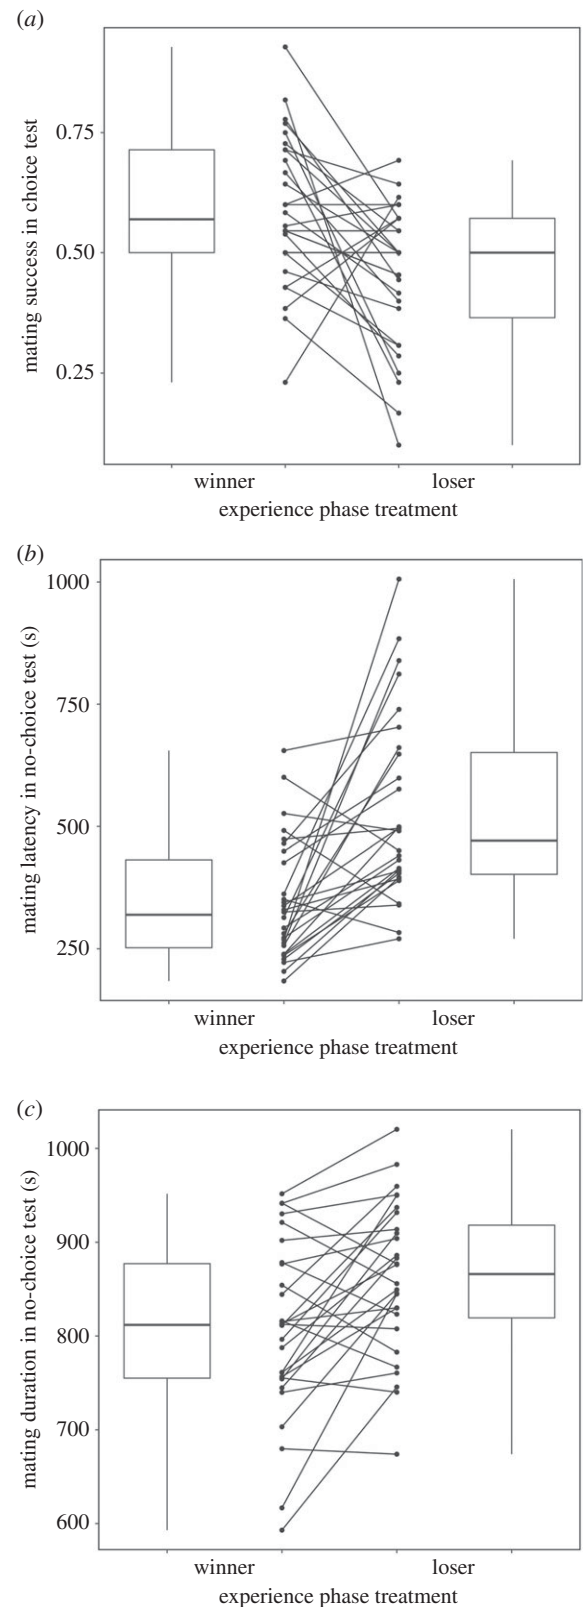 (a)
mating success in choice test
0.75
0.50
0.25
winner loser
experience phase treatment
(b)
mating latency in no-choice test (s)
1000
750
500
250
winner loser
experience phase treatment
(c)
mating duration in no-choice test (s)
1000
900
800
700
600
winner loser
experience phase treatment